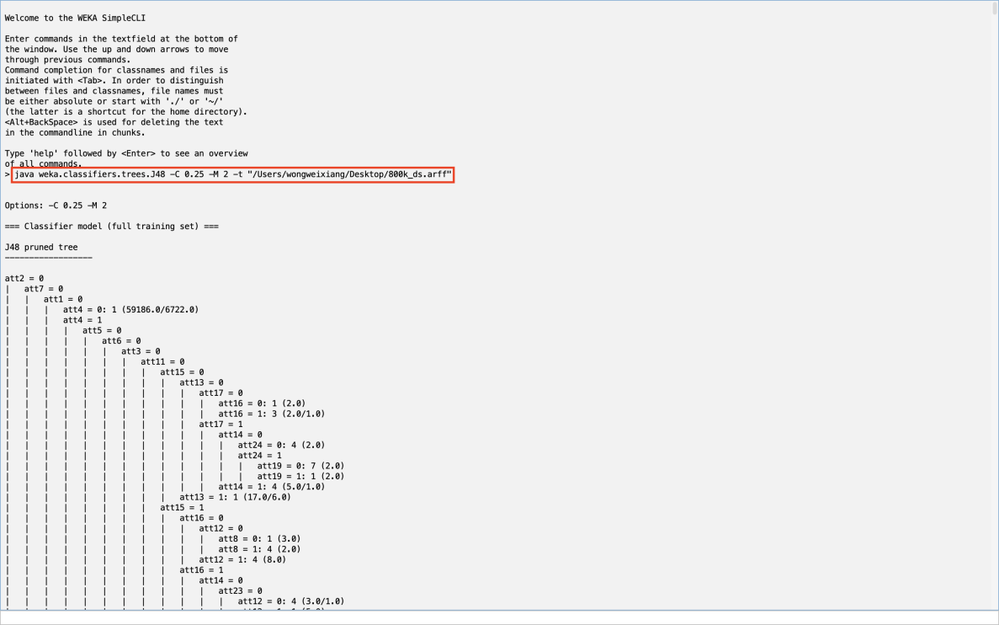 Welcome to the WEKA SimpleCLI
Enter commands in the textfield at the bottom of
the window. Use the up and down arrows to move
through previous commands.
Command completion for classnames and files is
initiated with <Tab>. In order to distinguish
between files and classnames, file names must
be either absolute or start with './' or '~/'
(the latter is a shortcut for the home directory).
<Alt+BackSpace> is used for deleting the text
in the commandline in chunks.
Type 'help' followed by <Enter> to see an overview
of all commands.
> java weka.classifiers.trees.J48 -C 0.25 -M 2 -t "/Users/wongweixiang/Desktop/800k_ds.arff"
Options: -C 0.25 -M 2
=== Classifier model (full training set) ===
J48 pruned tree
------------------
att2 = 0
|   att7 = 0
|   |   att1 = 0
|   |   |   att4 = 0: 1 (59186.0/6722.0)
|   |   |   att4 = 1
|   |   |   |   att5 = 0
|   |   |   |   |   att6 = 0
|   |   |   |   |   |   att3 = 0
|   |   |   |   |   |   |   att11 = 0
|   |   |   |   |   |   |   |   att15 = 0
|   |   |   |   |   |   |   |   |   att13 = 0
|   |   |   |   |   |   |   |   |   |   att17 = 0
|   |   |   |   |   |   |   |   |   |   |   att16 = 0: 1 (2.0)
|   |   |   |   |   |   |   |   |   |   |   att16 = 1: 3 (2.0/1.0)
|   |   |   |   |   |   |   |   |   |   att17 = 1
|   |   |   |   |   |   |   |   |   |   |   att14 = 0
|   |   |   |   |   |   |   |   |   |   |   |   att24 = 0: 4 (2.0)
|   |   |   |   |   |   |   |   |   |   |   |   att24 = 1
|   |   |   |   |   |   |   |   |   |   |   |   |   att19 = 0: 7 (2.0)
|   |   |   |   |   |   |   |   |   |   |   |   |   att19 = 1: 1 (2.0)
|   |   |   |   |   |   |   |   |   |   |   att14 = 1: 4 (5.0/1.0)
|   |   |   |   |   |   |   |   |   att13 = 1: 1 (17.0/6.0)
|   |   |   |   |   |   |   |   att15 = 1
|   |   |   |   |   |   |   |   |   att16 = 0
|   |   |   |   |   |   |   |   |   |   att12 = 0
|   |   |   |   |   |   |   |   |   |   |   att8 = 0: 1 (3.0)
|   |   |   |   |   |   |   |   |   |   |   att8 = 1: 4 (2.0)
|   |   |   |   |   |   |   |   |   |   att12 = 1: 4 (8.0)
|   |   |   |   |   |   |   |   |   att16 = 1
|   |   |   |   |   |   |   |   |   |   att14 = 0
|   |   |   |   |   |   |   |   |   |   |   att23 = 0
|   |   |   |   |   |   |   |   |   |   |   |   att12 = 0: 4 (3.0/1.0)